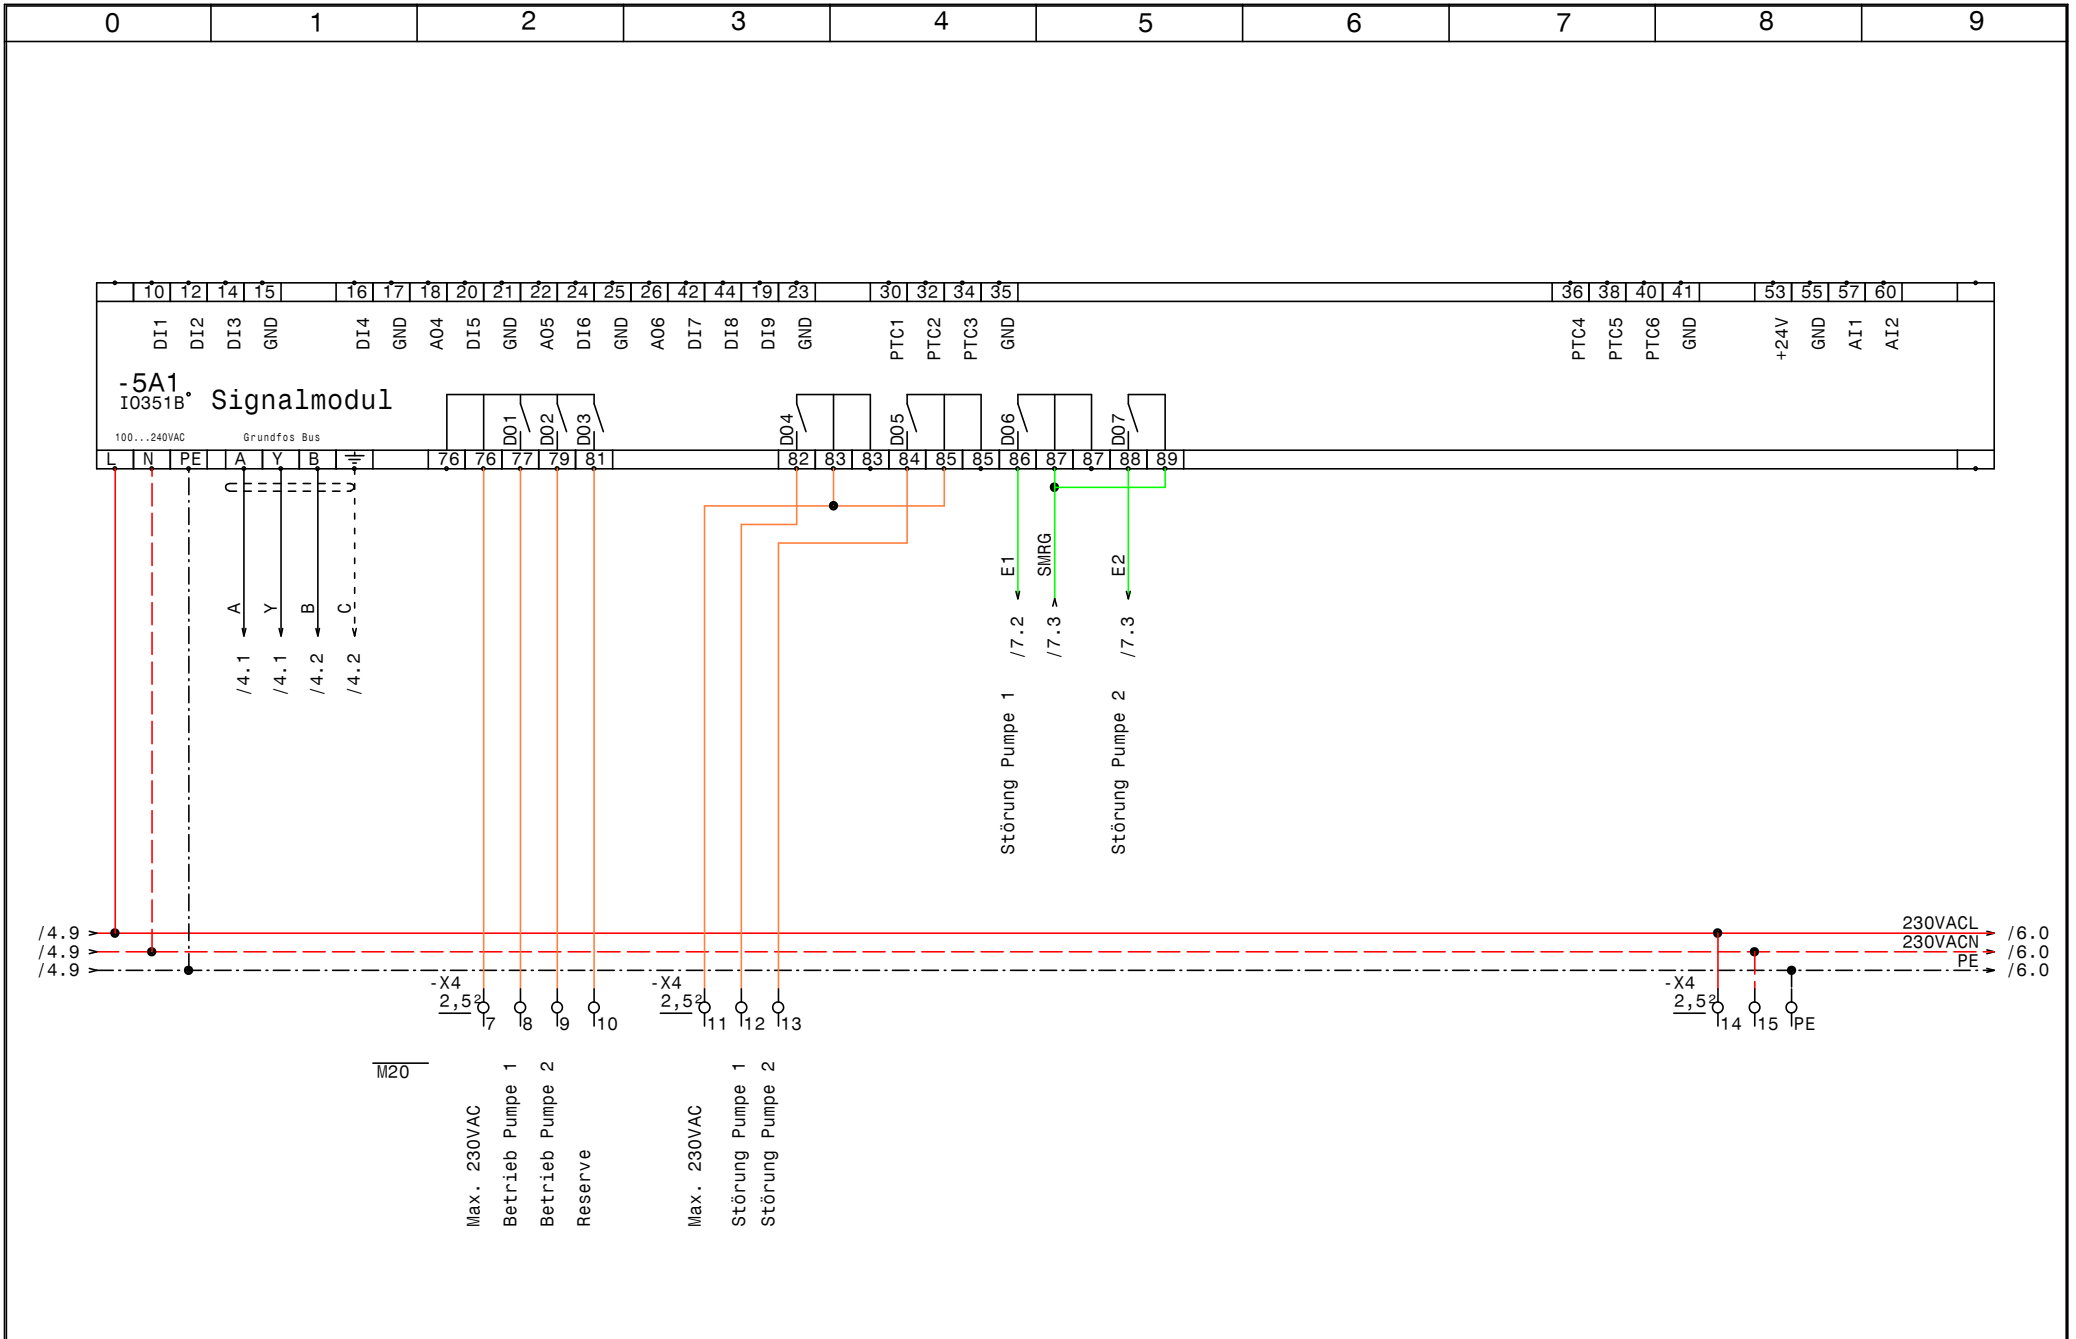 0 1 2 3 4 5 6 7 8 9
10 12 14 15 16 17 18 20 21 22 24 25 26 42 44 19 23 30 32 34 35 36 38 40 41 53 55 57 60
DI1 DI2 DI3 GND DI4 GND AO4 DI5 GND AO5 DI6 GND AO6 DI7 DI8 DI9 GND PTC1 PTC2 PTC3 GND PTC4 PTC5 PTC6 GND +24V GND AI1 AI2
-5A1
IO351B° Signalmodul
DO1 DO2 DO3 DO4 DO5 DO6 DO7
100...240VAC Grundfos Bus
L N PE A Y B 76 76 77 79 81 82 83 83 84 85 85 86 87 87 88 89
E1 SMRG E2
A Y B C
/7.2 /7.3 /7.3
/4.1 /4.1 /4.2 /4.2
Störung Pumpe 1
Störung Pumpe 2
/4.9 230VACL /6.0
/4.9 230VACN /6.0
/4.9 PE /6.0
-X4 -X4 -X4
2,5² 2,5² 2,5²
7 8 9 10 11 12 13 14 15 PE
M20
Max. 230VAC
Betrieb Pumpe 1
Betrieb Pumpe 2
Reserve
Max. 230VAC
Störung Pumpe 1
Störung Pumpe 2